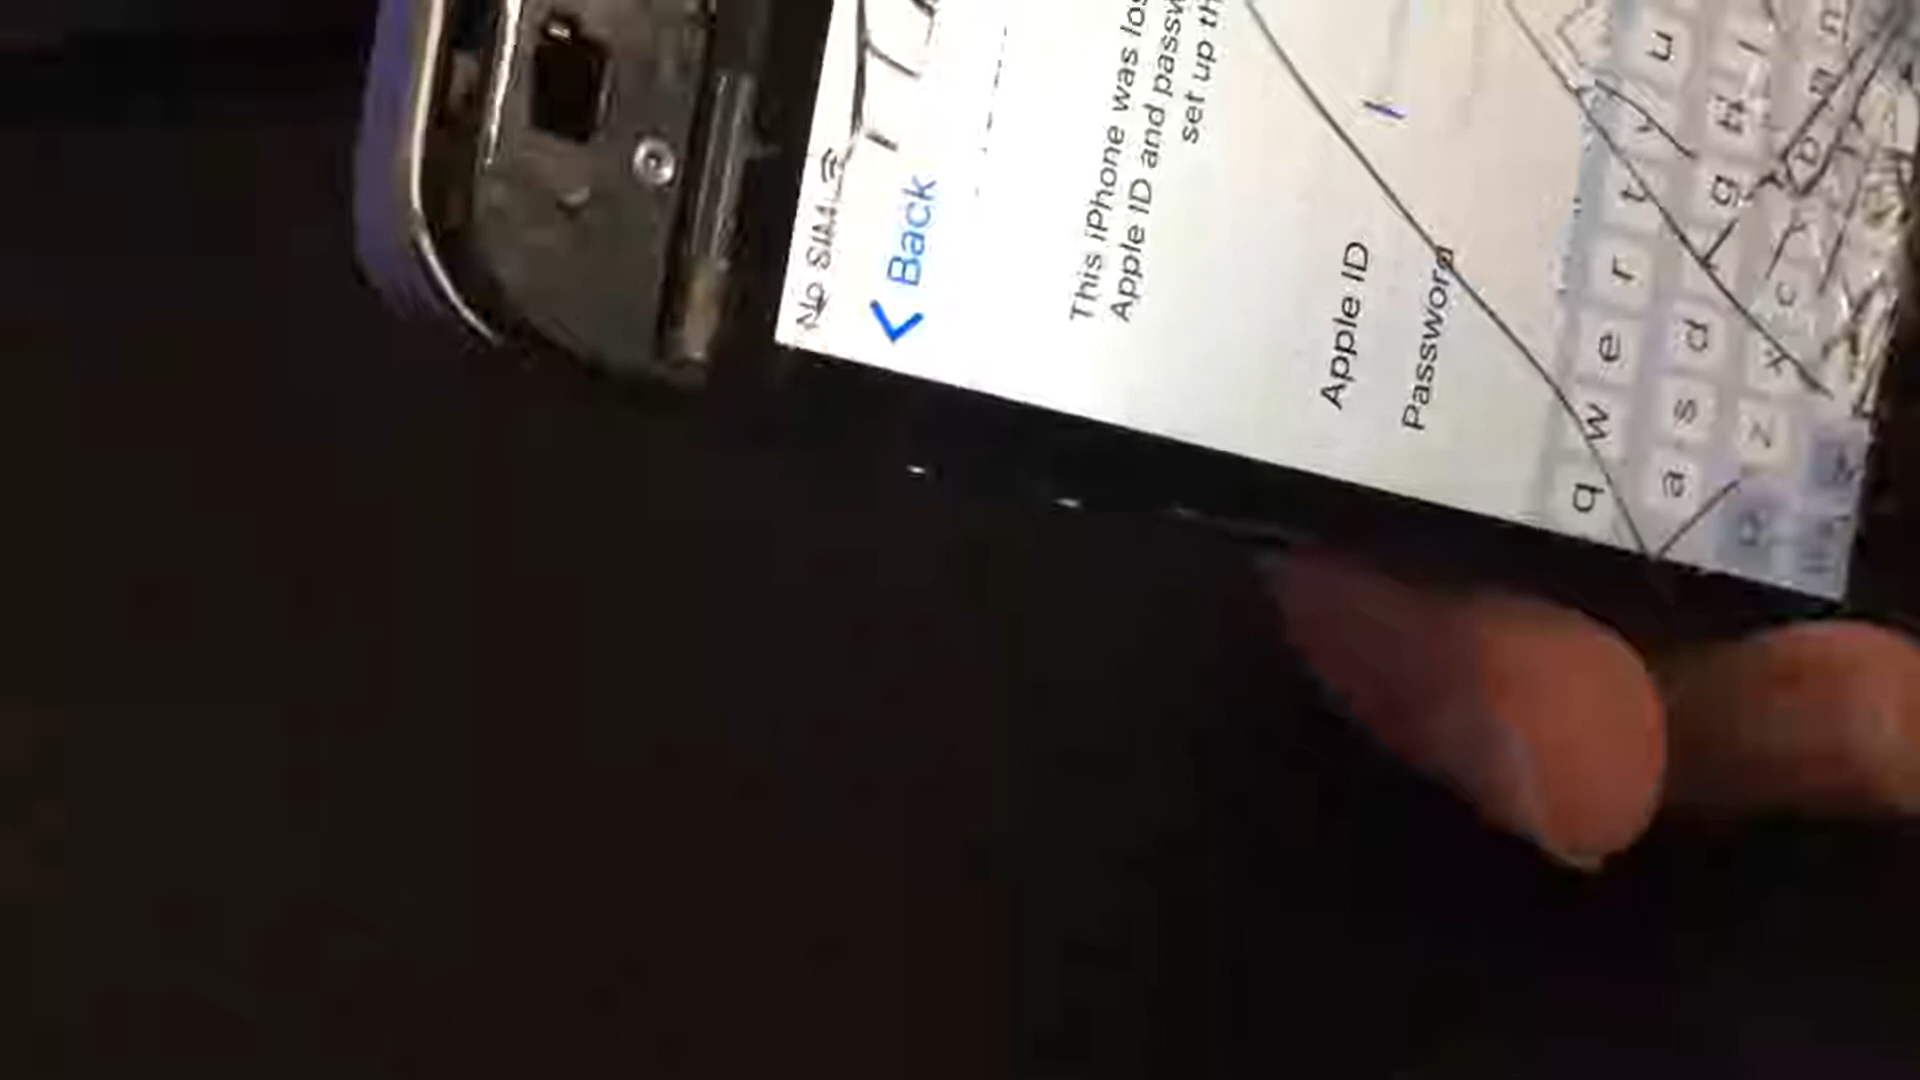 No SIM
Back
This iPhone was los
Apple ID and passw
set up th
Apple ID
Password
q w e r t y u
a s d g
z x c b n